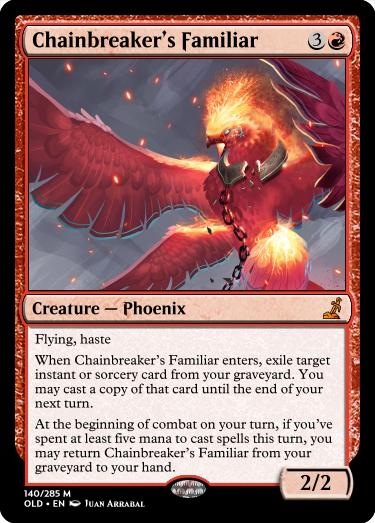 Chainbreaker's Familiar 3
Creature — Phoenix
Flying, haste
When Chainbreaker's Familiar enters, exile target
instant or sorcery card from your graveyard. You
may cast a copy of that card until the end of your
next turn.
At the beginning of combat on your turn, if you've
spent at least five mana to cast spells this turn, you
may return Chainbreaker's Familiar from your
graveyard to your hand.
2/2
140/285 M
OLD • EN Juan Arrabal